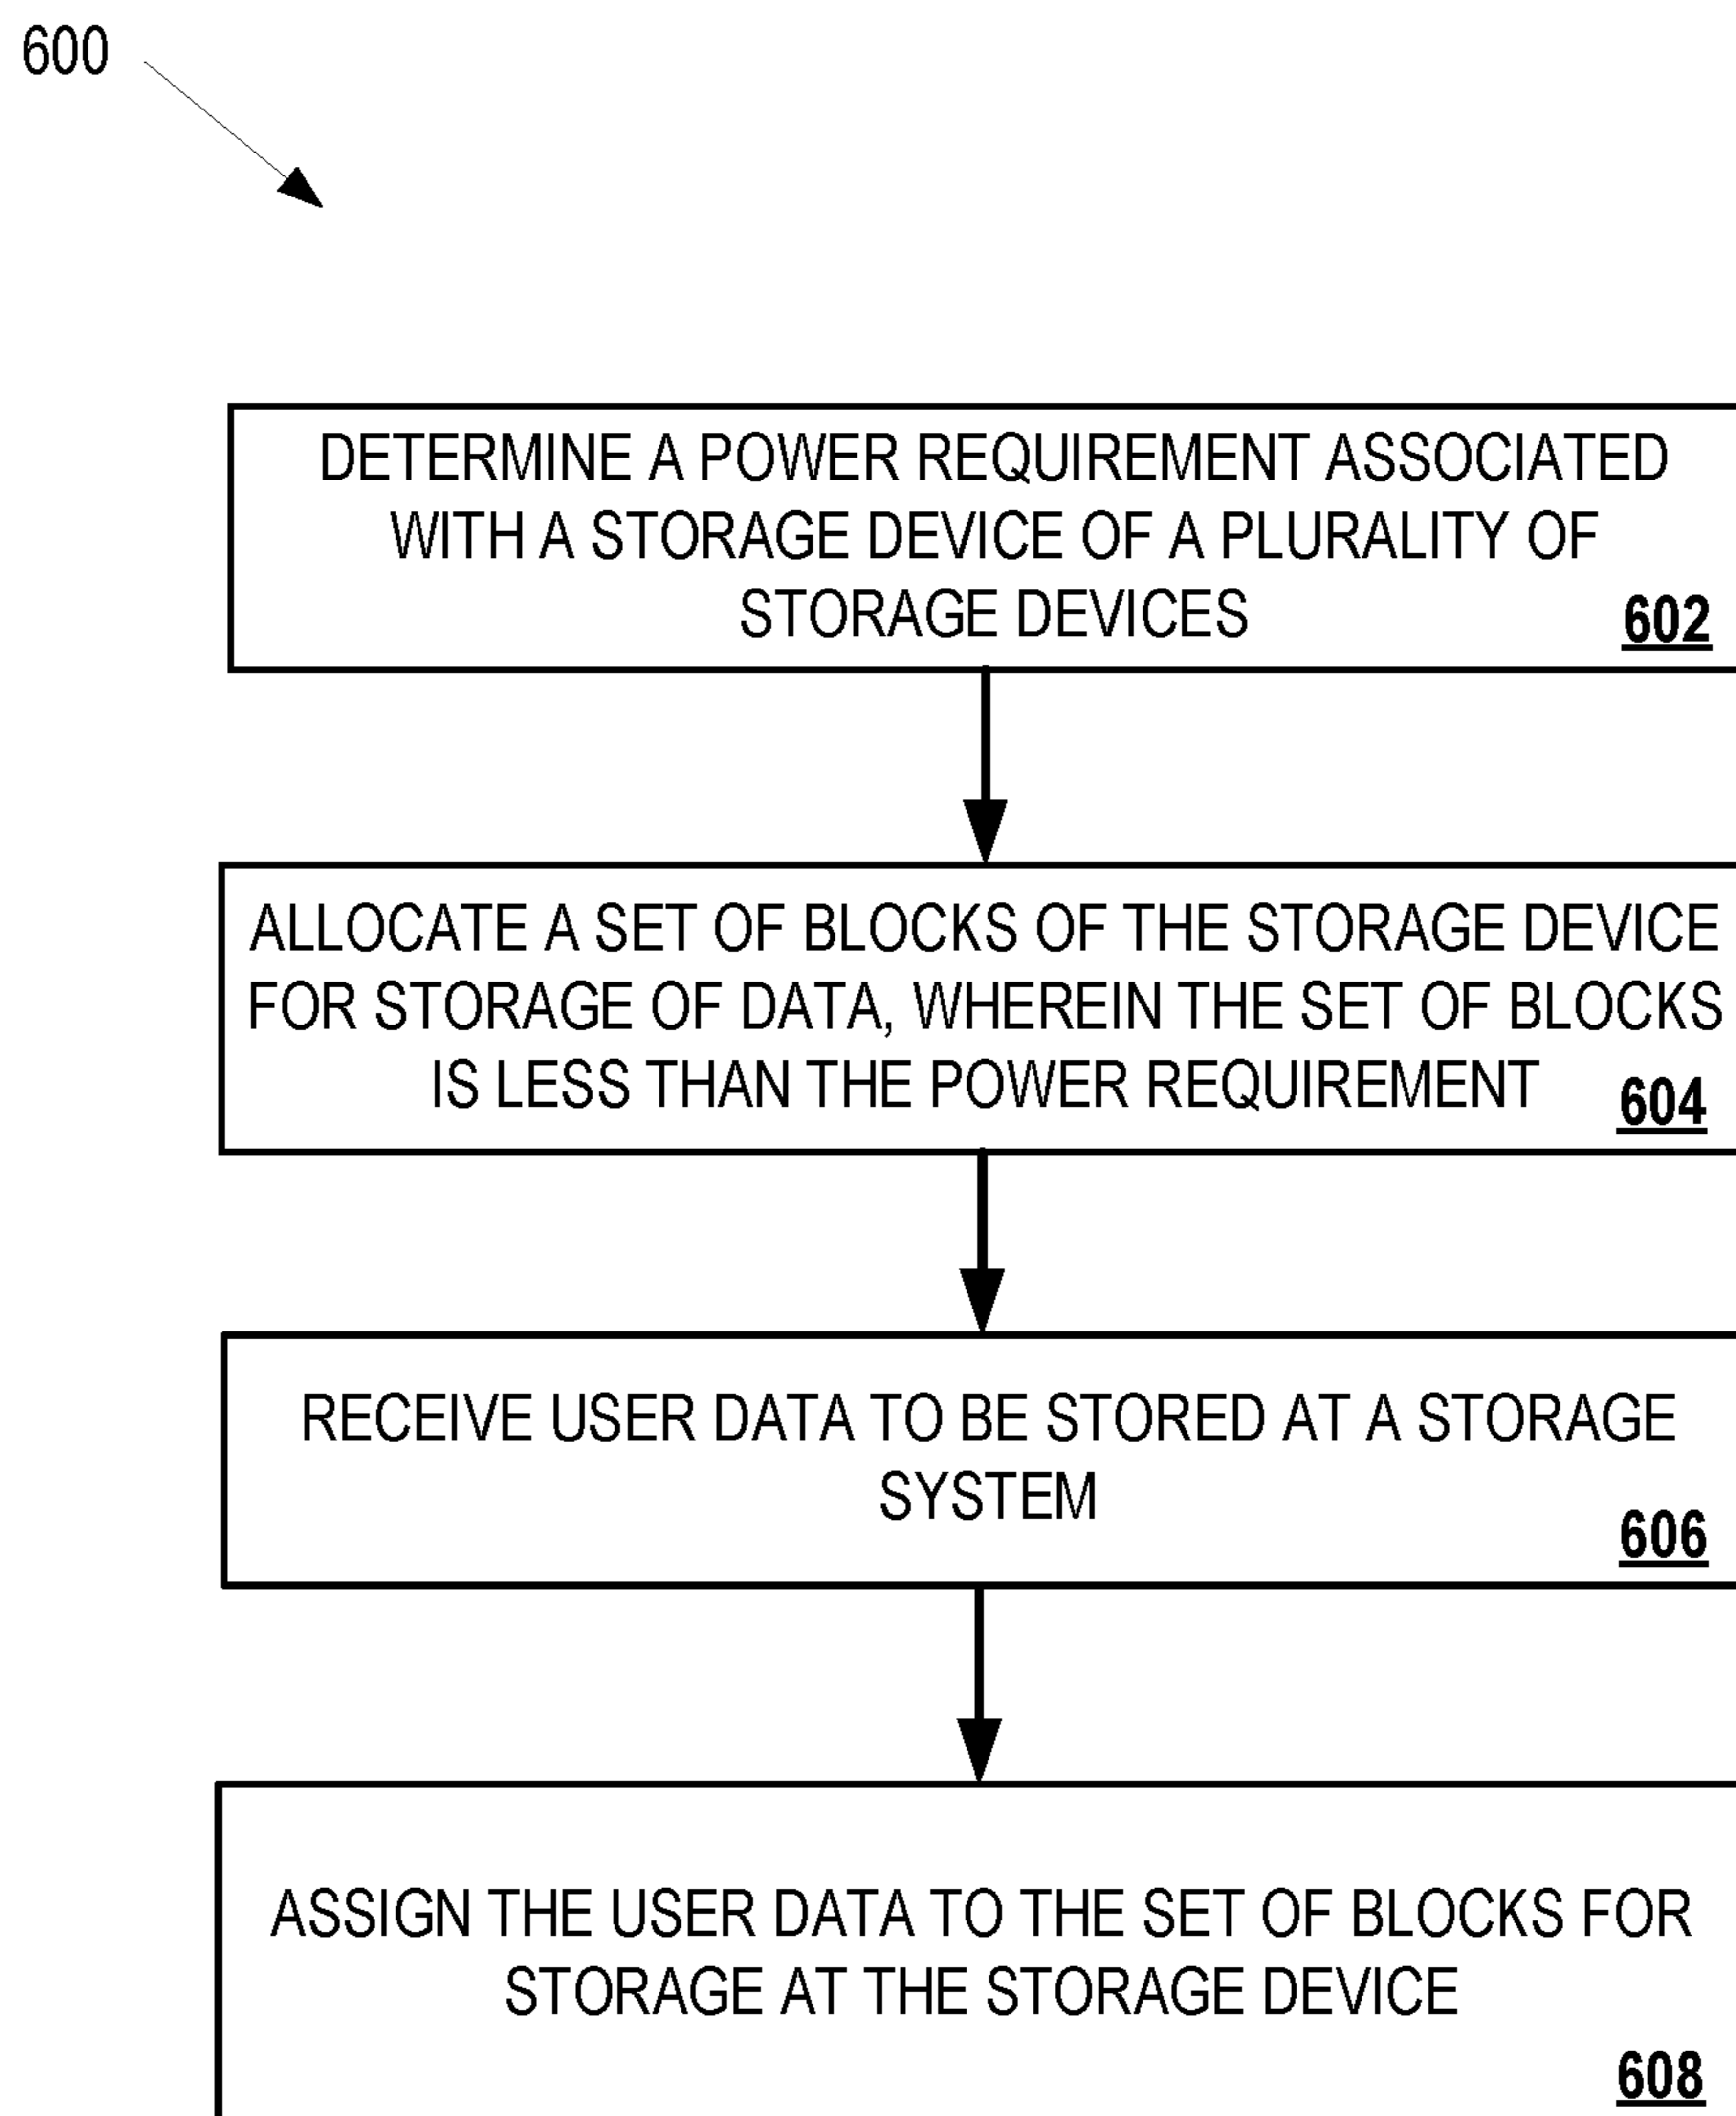 600
DETERMINE A POWER REQUIREMENT ASSOCIATED
WITH A STORAGE DEVICE OF A PLURALITY OF
STORAGE DEVICES
602
ALLOCATE A SET OF BLOCKS OF THE STORAGE DEVICE
FOR STORAGE OF DATA, WHEREIN THE SET OF BLOCKS
IS LESS THAN THE POWER REQUIREMENT
604
RECEIVE USER DATA TO BE STORED AT A STORAGE
SYSTEM
606
ASSIGN THE USER DATA TO THE SET OF BLOCKS FOR
STORAGE AT THE STORAGE DEVICE
608